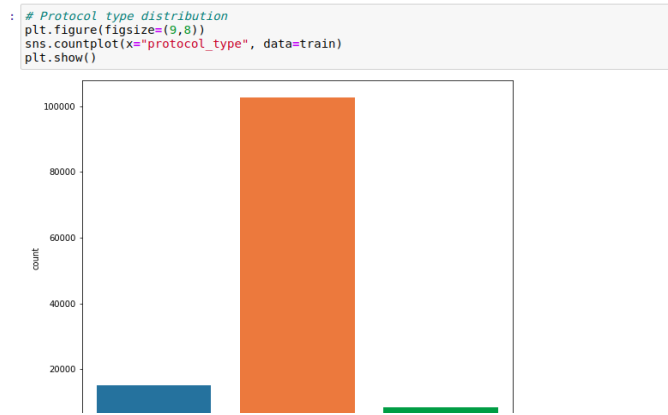 : # Protocol type distribution
plt.figure(figsize=(9,8))
sns.countplot(x="protocol_type", data=train)
plt.show()
100000
80000
60000
count
40000
20000